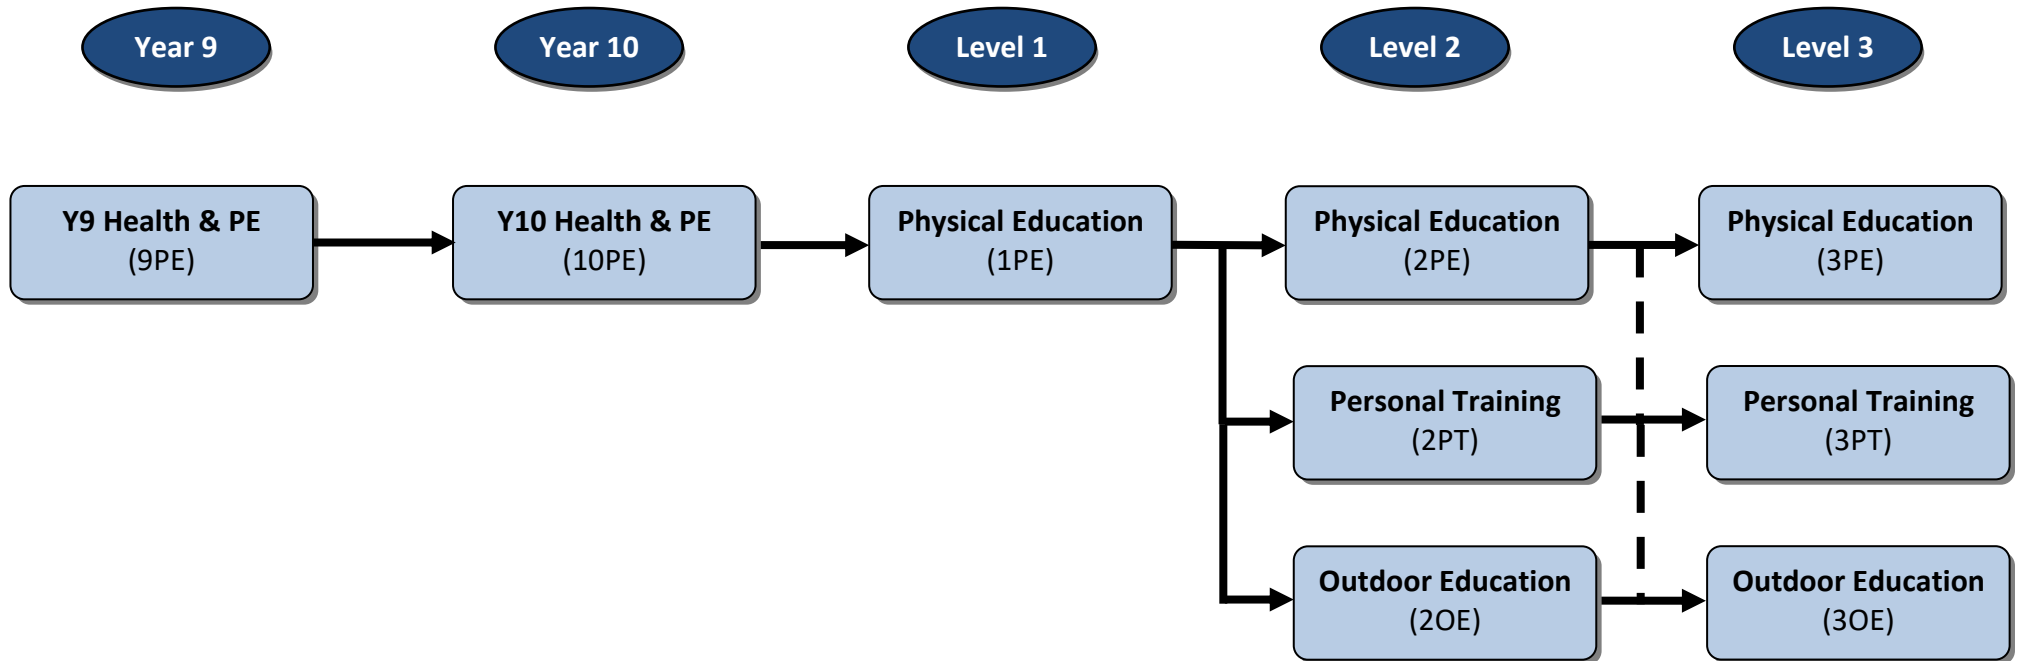 Year 9
Year 10
Level 1
Level 2
Level 3
Y9 Health & PE
(9PE)
Y10 Health & PE
(10PE)
Physical Education
(1PE)
Physical Education
(2PE)
Physical Education
(3PE)
Personal Training
(2PT)
Personal Training
(3PT)
Outdoor Education
(2OE)
Outdoor Education
(3OE)